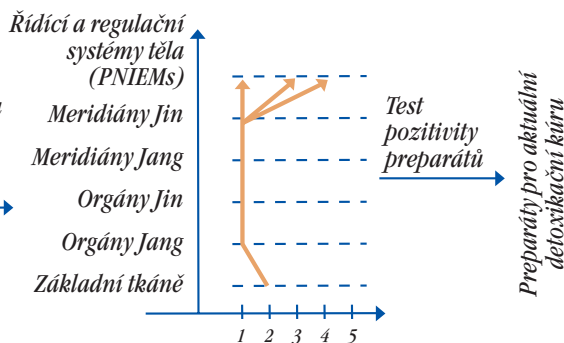 Řídící a regulační
systémy těla
(PNIEMs)
Meridiány Jin
Meridiány Jang
Orgány Jin
Orgány Jang
Základní tkáně
1 2 3 4 5
Test
pozitivity
preparátů
Preparáty pro aktuální
detoxikační kúru